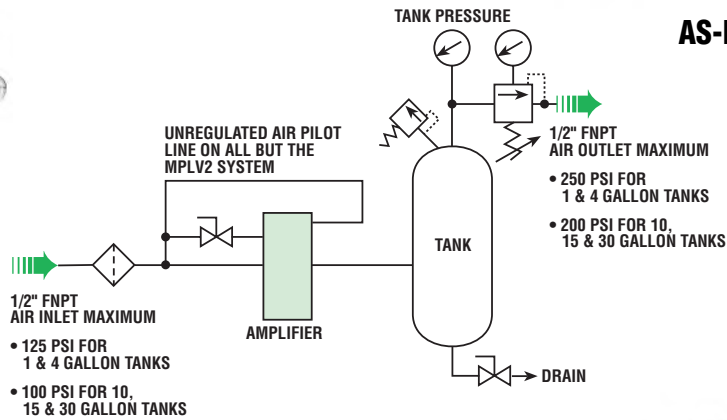 TANK PRESSURE
AS-
UNREGULATED AIR PILOT
LINE ON ALL BUT THE
MPLV2 SYSTEM
1/2" FNPT
AIR OUTLET MAXIMUM
• 250 PSI FOR
1 & 4 GALLON TANKS
• 200 PSI FOR 10,
15 & 30 GALLON TANKS
TANK
1/2" FNPT
AIR INLET MAXIMUM
• 125 PSI FOR
1 & 4 GALLON TANKS
• 100 PSI FOR 10,
15 & 30 GALLON TANKS
AMPLIFIER
DRAIN